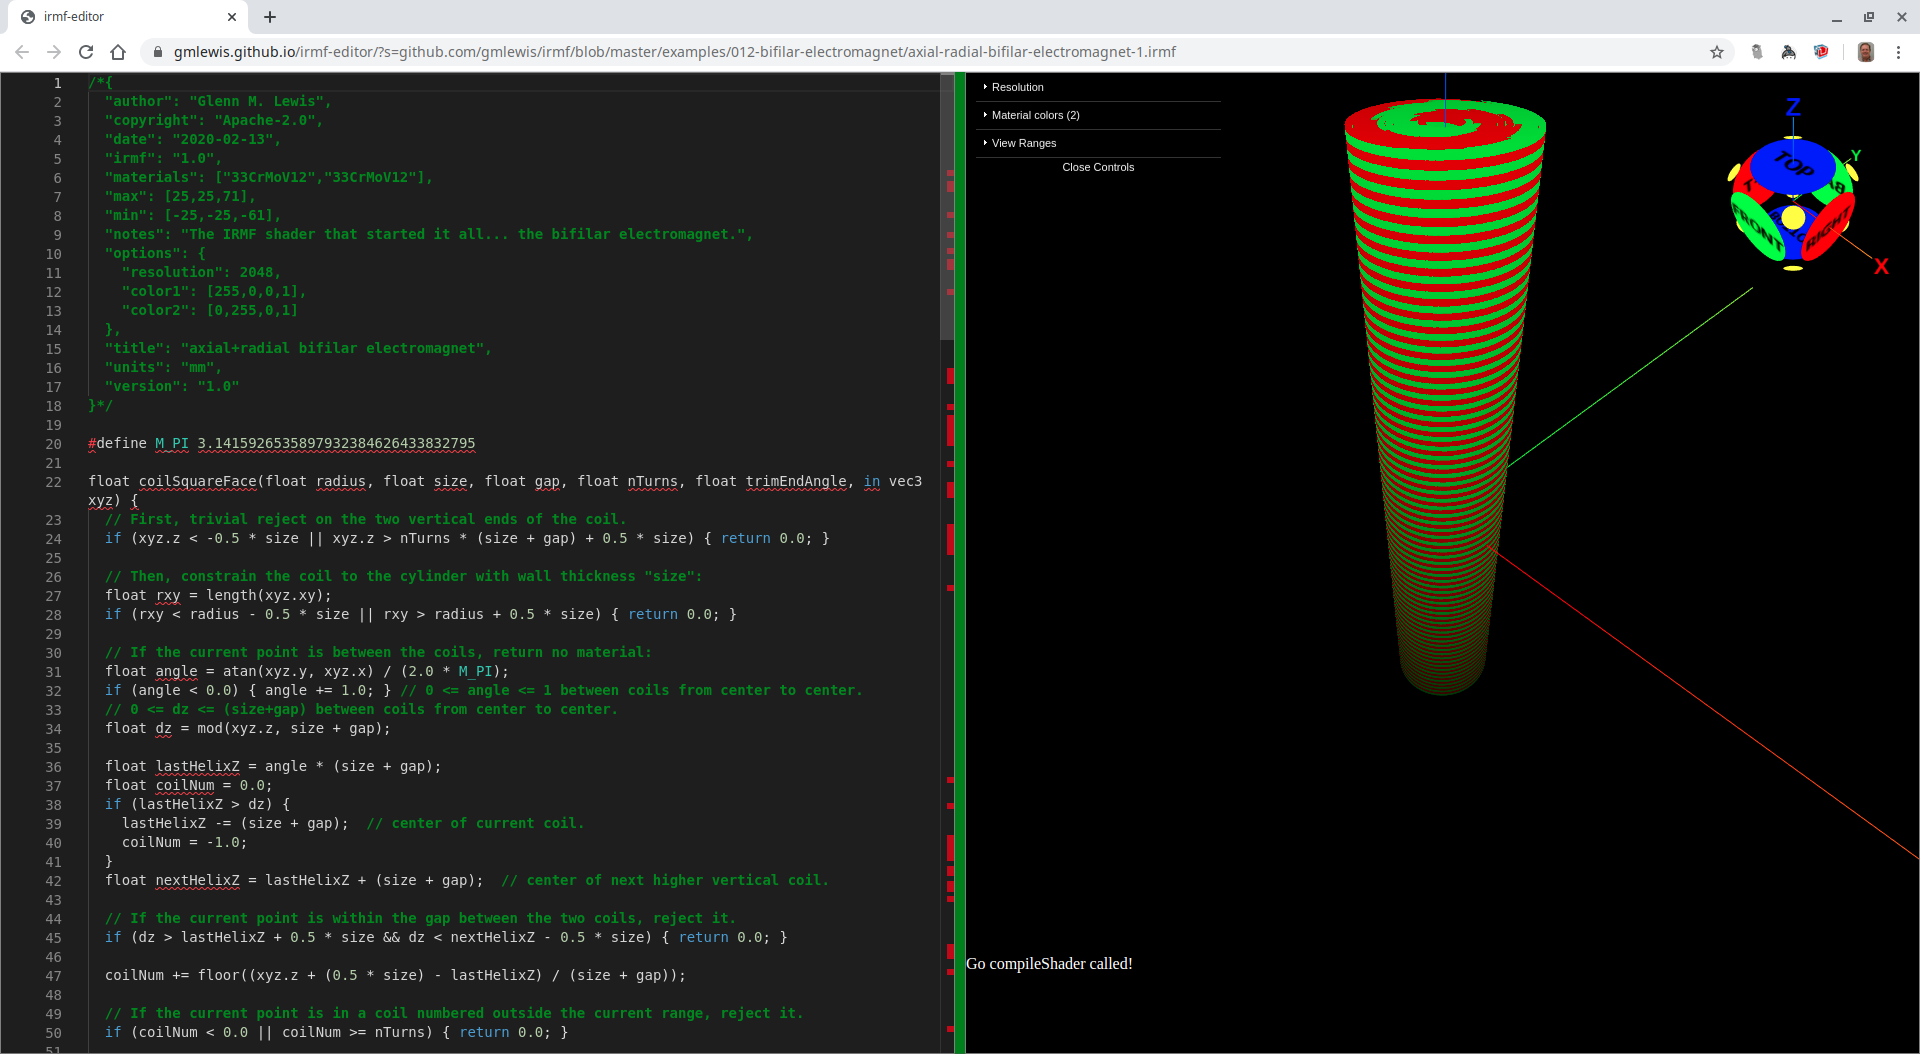 irmf-editor
gmlewis.github.io/irmf-editor/?s=github.com/gmlewis/irmf/blob/master/examples/012-bifilar-electromagnet/axial-radial-bifilar-electromagnet-1.irmf
1 /*{
2 "author": "Glenn M. Lewis",
3 "copyright": "Apache-2.0",
4 "date": "2020-02-13",
5 "irmf": "1.0",
6 "materials": ["33CrMoV12","33CrMoV12"],
7 "max": [25,25,71],
8 "min": [-25,-25,-61],
9 "notes": "The IRMF shader that started it all... the bifilar electromagnet.",
10 "options": {
11 "resolution": 2048,
12 "color1": [255,0,0,1],
13 "color2": [0,255,0,1]
14 },
15 "title": "axial+radial bifilar electromagnet",
16 "units": "mm",
17 "version": "1.0"
18 }*/
19
20 #define M_PI 3.1415926535897932384626433832795
21
22 float coilSquareFace(float radius, float size, float gap, float nTurns, float trimEndAngle, in vec3
xyz) {
23 // First, trivial reject on the two vertical ends of the coil.
24 if (xyz.z < -0.5 * size || xyz.z > nTurns * (size + gap) + 0.5 * size) { return 0.0; }
25
26 // Then, constrain the coil to the cylinder with wall thickness "size":
27 float rxy = length(xyz.xy);
28 if (rxy < radius - 0.5 * size || rxy > radius + 0.5 * size) { return 0.0; }
29
30 // If the current point is between the coils, return no material:
31 float angle = atan(xyz.y, xyz.x) / (2.0 * M_PI);
32 if (angle < 0.0) { angle += 1.0; } // 0 <= angle <= 1 between coils from center to center.
33 // 0 <= dz <= (size+gap) between coils from center to center.
34 float dz = mod(xyz.z, size + gap);
35
36 float lastHelixZ = angle * (size + gap);
37 float coilNum = 0.0;
38 if (lastHelixZ > dz) {
39 lastHelixZ -= (size + gap); // center of current coil.
40 coilNum = -1.0;
41 }
42 float nextHelixZ = lastHelixZ + (size + gap); // center of next higher vertical coil.
43
44 // If the current point is within the gap between the two coils, reject it.
45 if (dz > lastHelixZ + 0.5 * size && dz < nextHelixZ - 0.5 * size) { return 0.0; }
46
47 coilNum += floor((xyz.z + (0.5 * size) - lastHelixZ) / (size + gap));
48
49 // If the current point is in a coil numbered outside the current range, reject it.
50 if (coilNum < 0.0 || coilNum >= nTurns) { return 0.0; }
51
Resolution
Material colors (2)
View Ranges
Close Controls
Z
Y
TOP
FRONT
RIGHT
X
Go compileShader called!